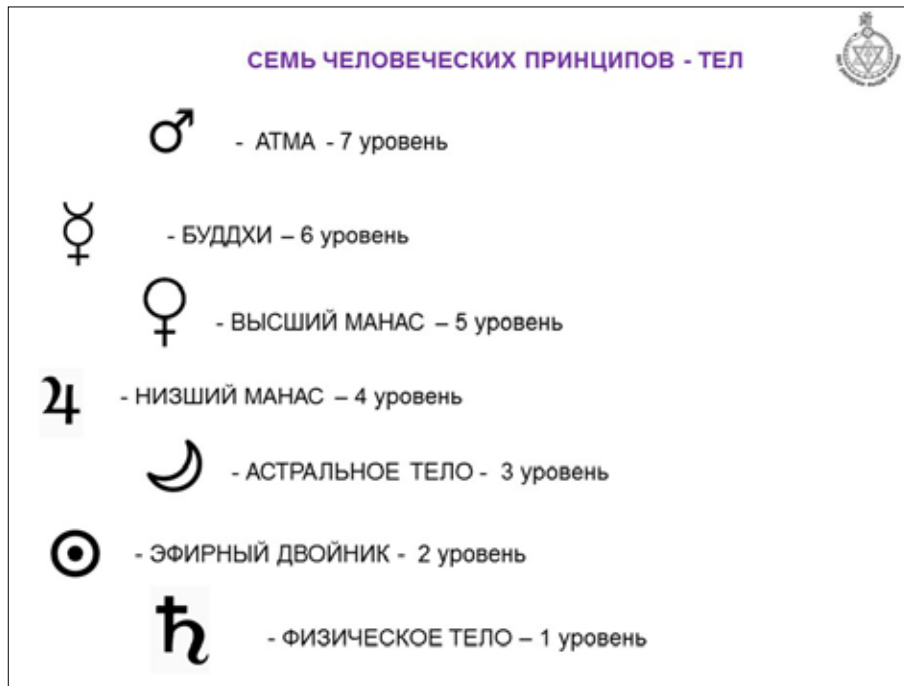 СЕМЬ ЧЕЛОВЕЧЕСКИХ ПРИНЦИПОВ - ТЕЛ
- АТМА - 7 уровень
- БУДДХИ – 6 уровень
- ВЫСШИЙ МАНАС – 5 уровень
- НИЗШИЙ МАНАС – 4 уровень
- АСТРАЛЬНОЕ ТЕЛО - 3 уровень
- ЭФИРНЫЙ ДВОЙНИК - 2 уровень
- ФИЗИЧЕСКОЕ ТЕЛО – 1 уровень